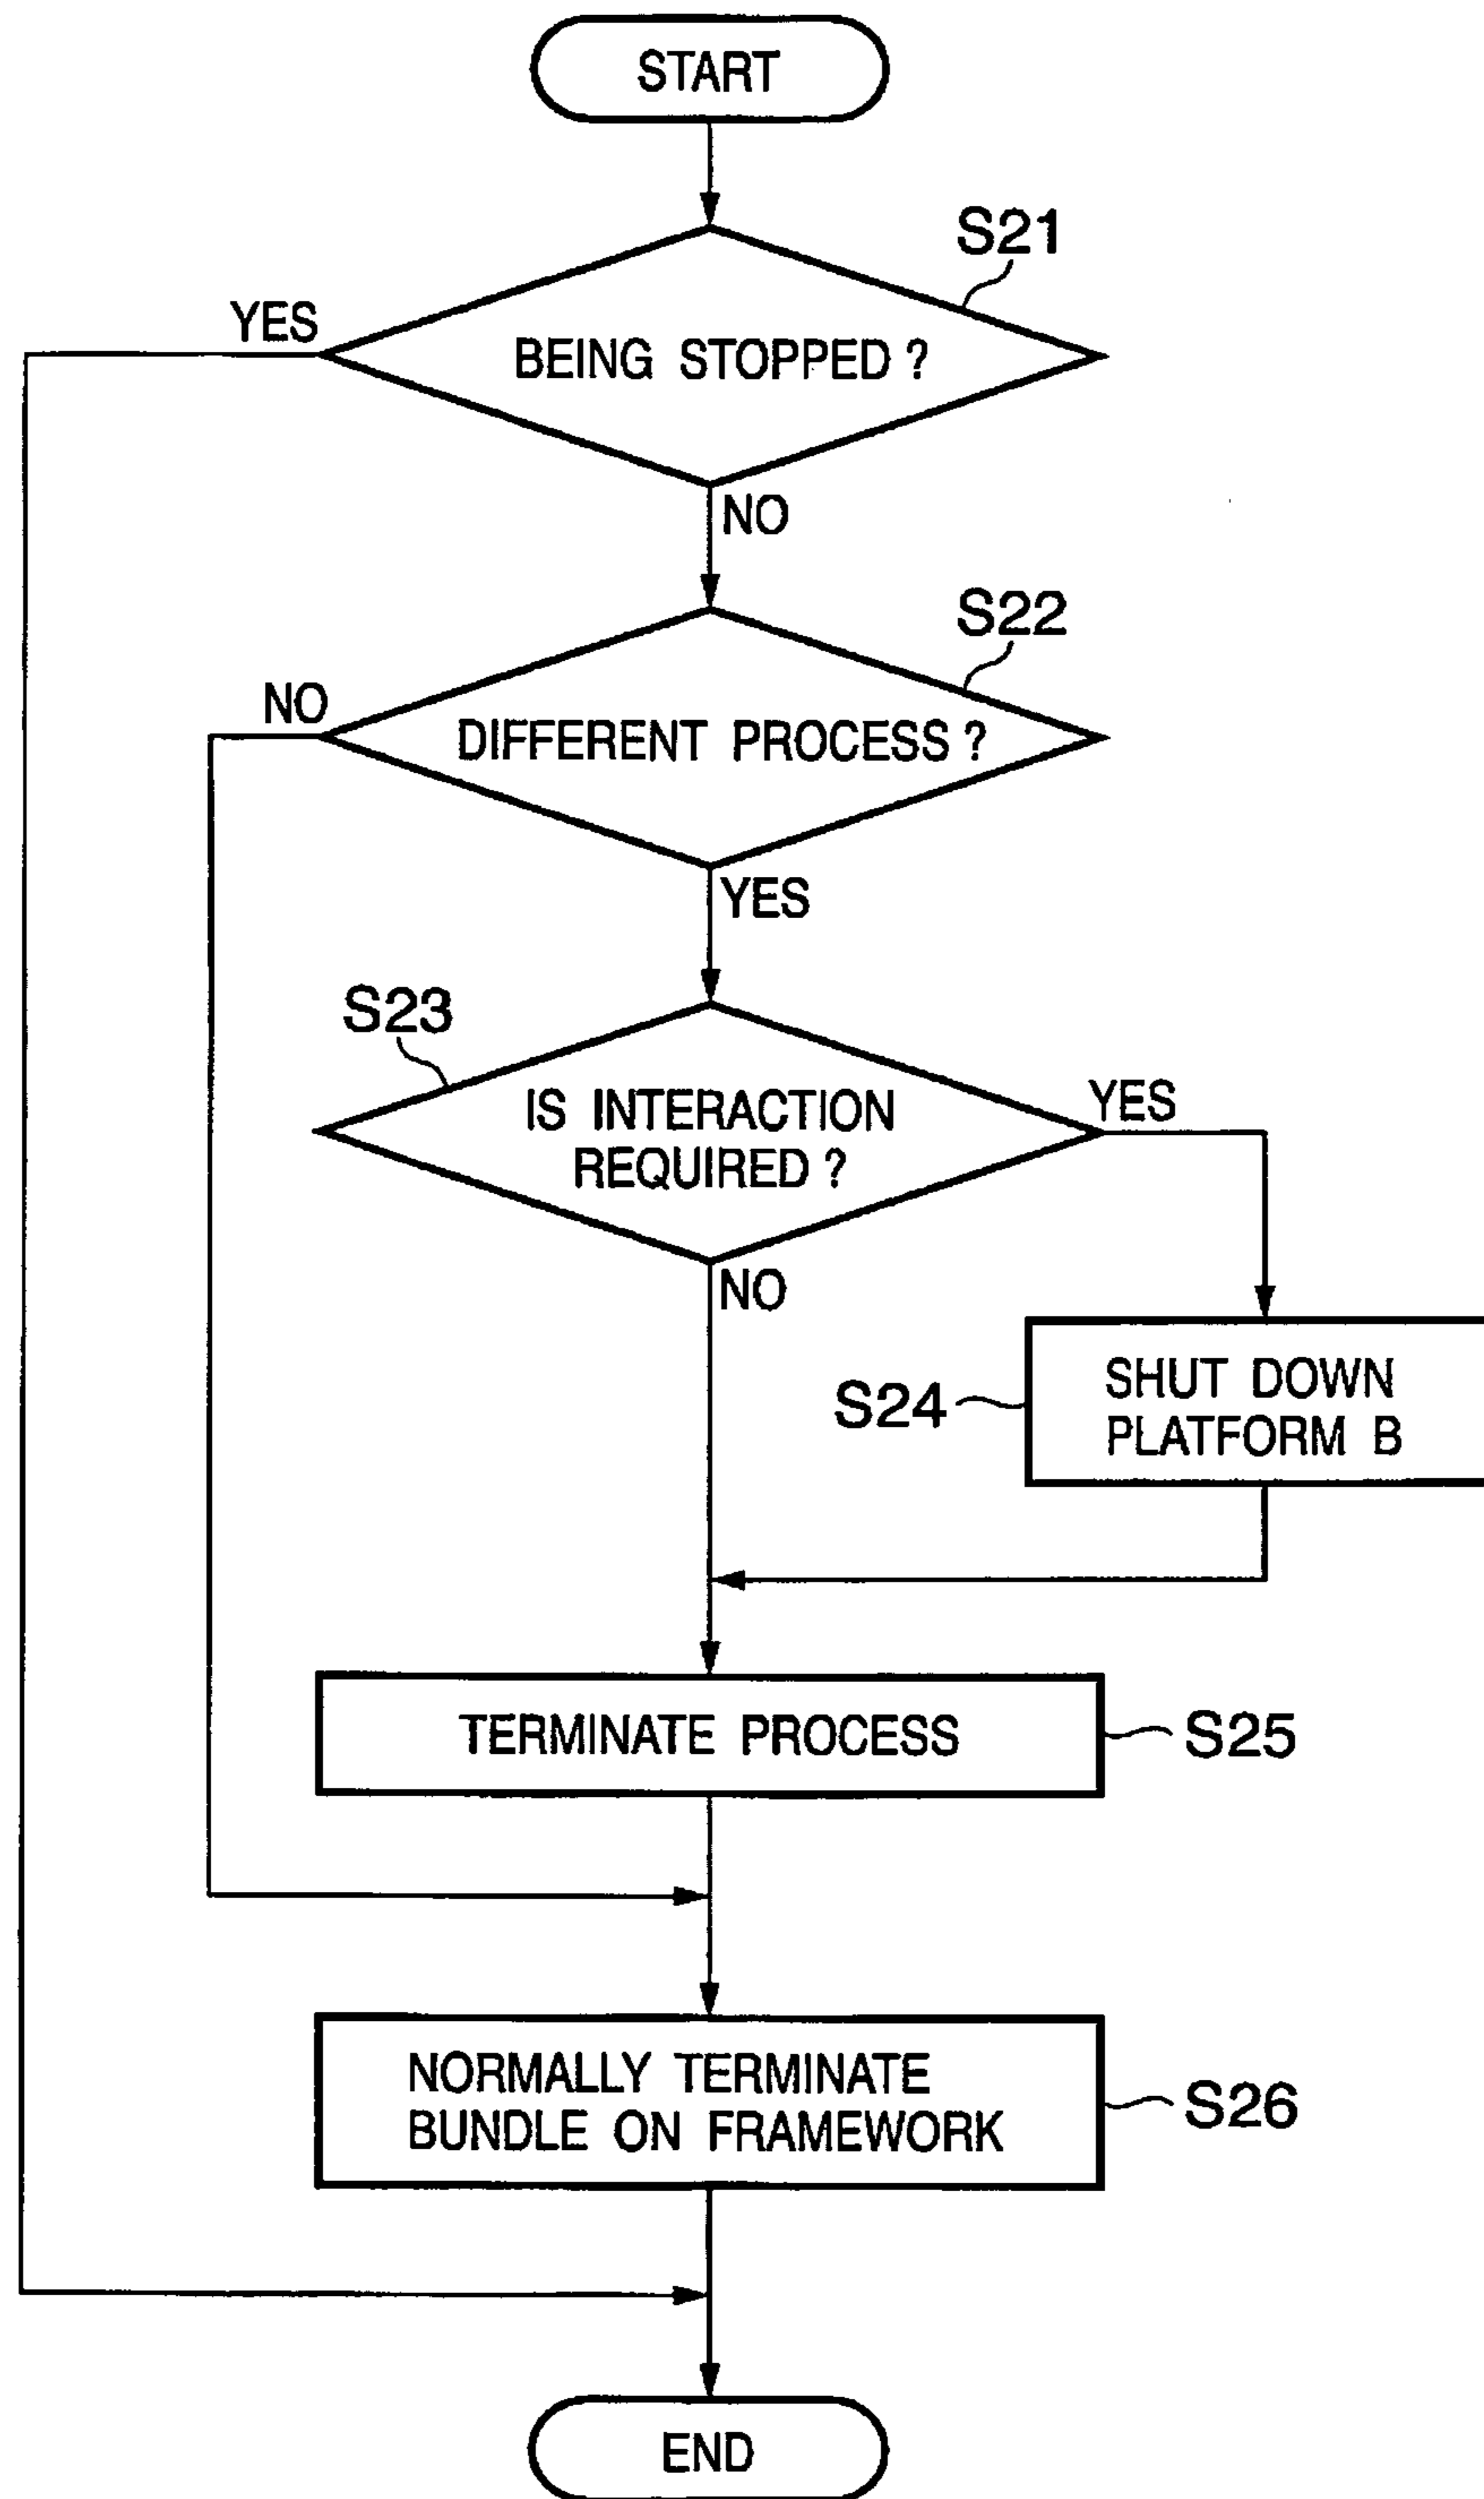 START
S21
YES
BEING STOPPED ?
NO
S22
NO
DIFFERENT PROCESS ?
YES
S23
IS INTERACTION
REQUIRED ?
YES
NO
S24
SHUT DOWN
PLATFORM B
TERMINATE PROCESS
S25
NORMALLY TERMINATE
BUNDLE ON FRAMEWORK
S26
END